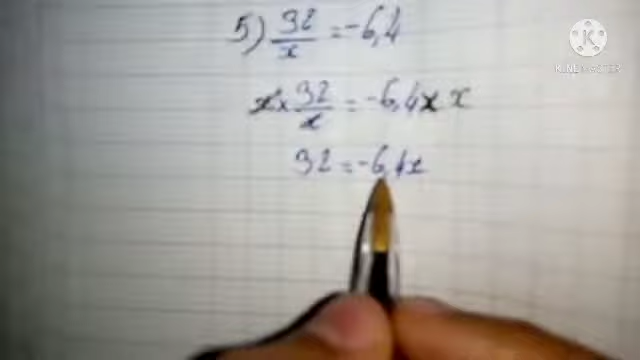 5) 32/x = -6,4
x × 32/x = -6,4 × x
32 = -6,4x
K
KINEMASTER